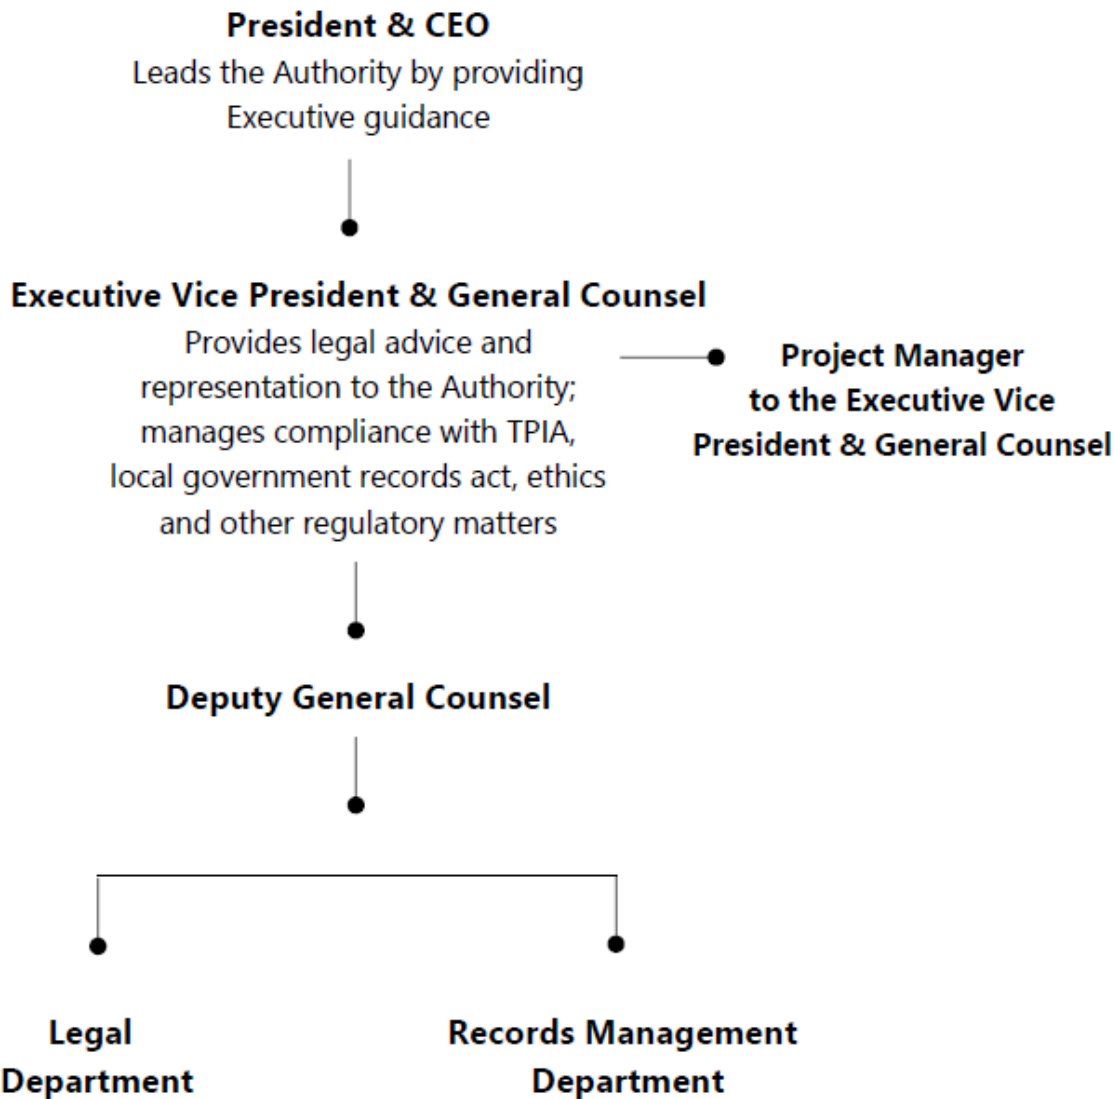 President & CEO
Leads the Authority by providing
Executive guidance
Executive Vice President & General Counsel
Provides legal advice and
representation to the Authority;
manages compliance with TPIA,
local government records act, ethics
and other regulatory matters
Project Manager
to the Executive Vice
President & General Counsel
Deputy General Counsel
Legal
Department
Records Management
Department